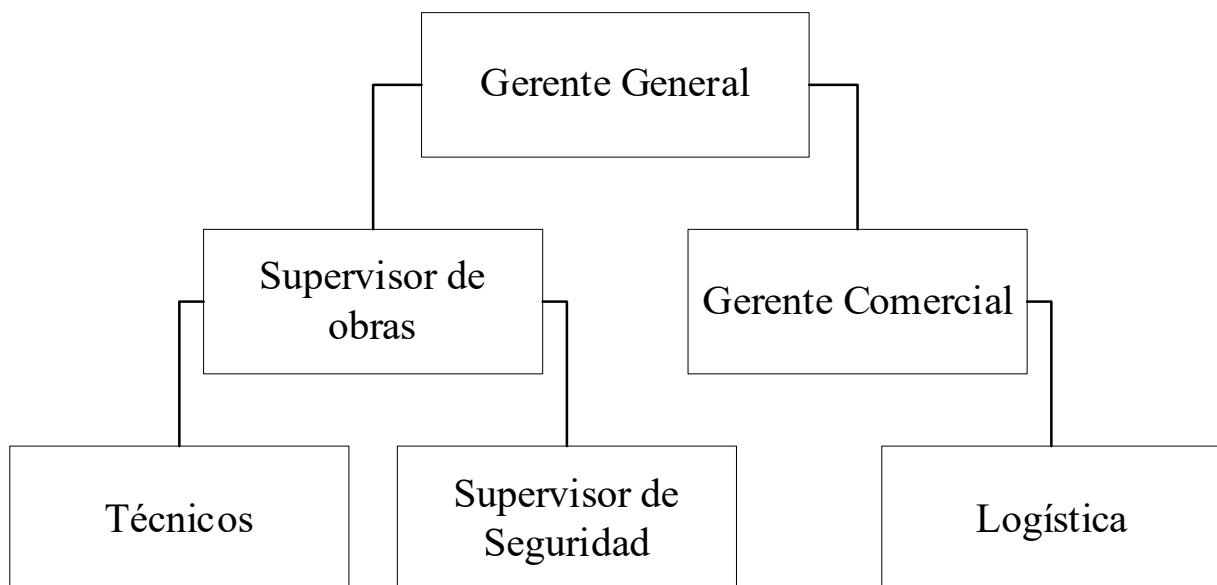 Gerente General
Supervisor de
obras
Gerente Comercial
Técnicos
Supervisor de
Seguridad
Logística